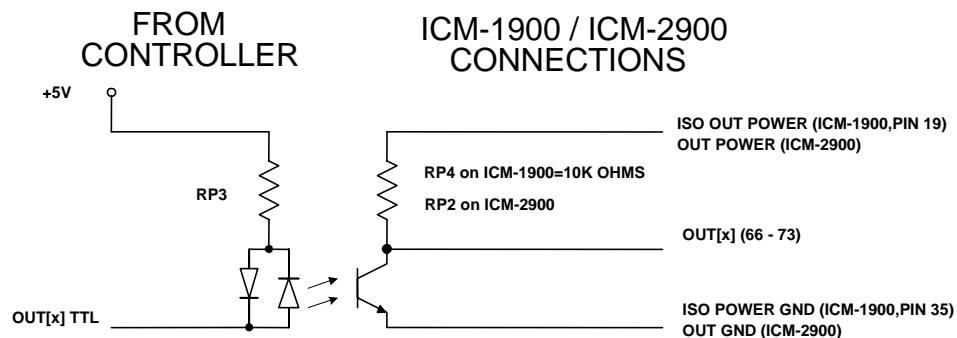 FROM
CONTROLLER
ICM-1900 / ICM-2900
CONNECTIONS
+5V
ISO OUT POWER (ICM-1900,PIN 19)
OUT POWER (ICM-2900)
RP4 on ICM-1900=10K OHMS
RP3
RP2 on ICM-2900
OUT[x] (66 - 73)
OUT[x] TTL
ISO POWER GND (ICM-1900,PIN 35)
OUT GND (ICM-2900)